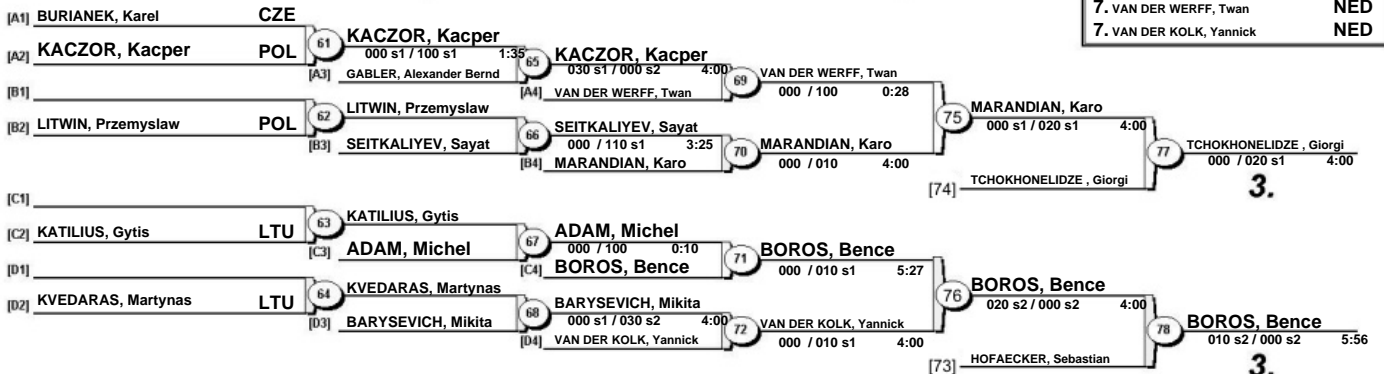 7. VAN DER WERFF, Twan NED
7. VAN DER KOLK, Yannick NED
[A1] BURIANEK, Karel CZE
[A2] KACZOR, Kacper POL
61
KACZOR, Kacper
000 s1 / 100 s1 1:35
[A3] GABLER, Alexander Bernd
65
KACZOR, Kacper
030 s1 / 000 s2 4:00
[A4] VAN DER WERFF, Twan
69
VAN DER WERFF, Twan
000 / 100 0:28
[B1]
[B2] LITWIN, Przemyslaw POL
62
LITWIN, Przemyslaw
[B3] SEITKALIYEV, Sayat
66
SEITKALIYEV, Sayat
000 / 110 s1 3:25
[B4] MARANDIAN, Karo
70
MARANDIAN, Karo
000 / 010 4:00
75
MARANDIAN, Karo
000 s1 / 020 s1 4:00
[74] TCHOKHONELIDZE , Giorgi
77
TCHOKHONELIDZE , Giorgi
000 / 020 s1 4:00
3.
[C1]
[C2] KATILIUS, Gytis LTU
63
KATILIUS, Gytis
[C3] ADAM, Michel
67
ADAM, Michel
000 / 100 0:10
[C4] BOROS, Bence
71
BOROS, Bence
000 / 010 s1 5:27
[D1]
[D2] KVEDARAS, Martynas LTU
64
KVEDARAS, Martynas
[D3] BARYSEVICH, Mikita
68
BARYSEVICH, Mikita
000 s1 / 030 s2 4:00
[D4] VAN DER KOLK, Yannick
72
VAN DER KOLK, Yannick
000 / 010 s1 4:00
76
BOROS, Bence
020 s2 / 000 s2 4:00
[73] HOFAECKER, Sebastian
78
BOROS, Bence
010 s2 / 000 s2 5:56
3.